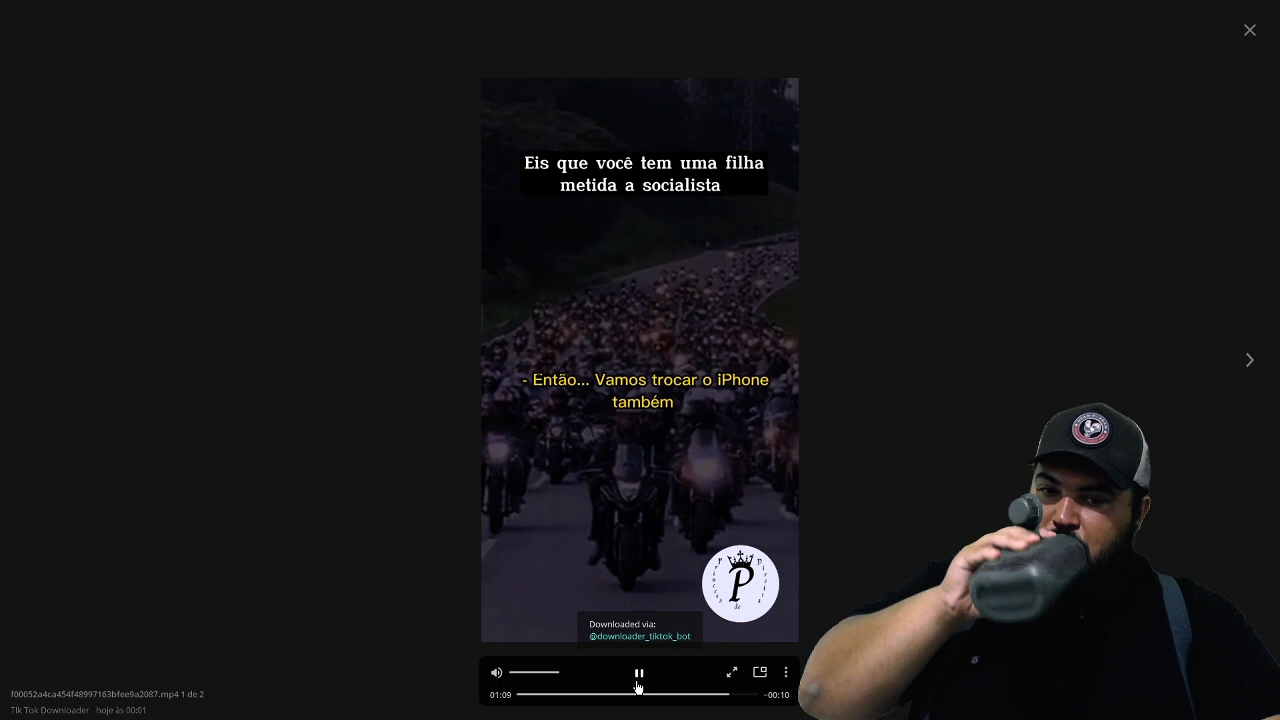 Eis que você tem uma filha
metida a socialista
- Então... Vamos trocar o iPhone
também
P
Downloaded via:
@downloader_tiktok_bot
01:09
−00:10
f00052a4ca454f48997163bfee9a2087.mp4 1 de 2
Tik Tok Downloader hoje às 00:01